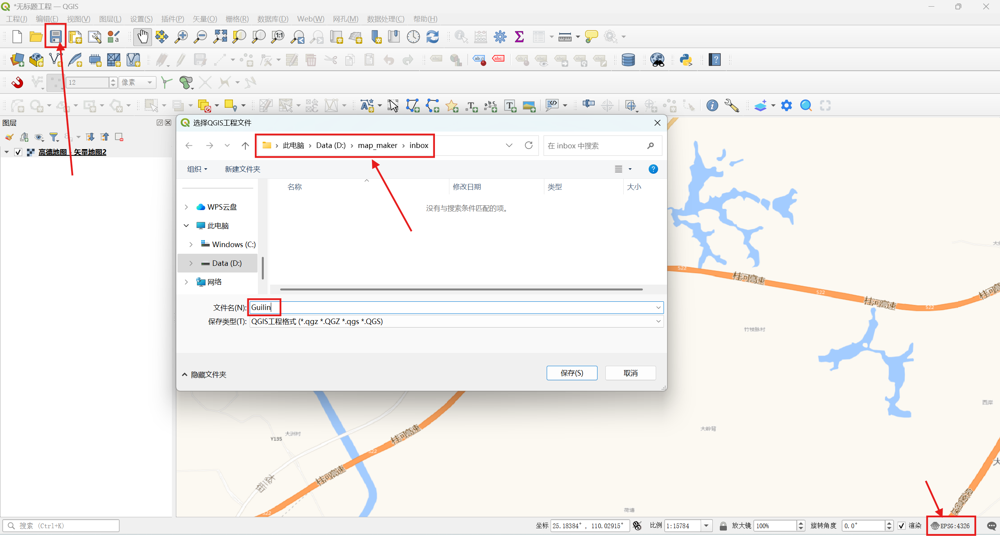 *无标题工程 — QGIS
工程(J) 编辑(E) 视图(V) 图层(L) 设置(S) 插件(P) 矢量(O) 栅格(R) 数据库(D) Web(W) 网孔(M) 数据处理(C) 帮助(H)
12 像素
图层
高德地图 - 矢量地图2
选择QGIS工程文件
此电脑 › Data (D:) › map_maker › inbox
在 inbox 中搜索
组织 新建文件夹
名称 修改日期 类型 大小
没有与搜索条件匹配的项。
WPS云盘
此电脑
Windows (C:)
Data (D:)
网络
文件名(N): Guilin
保存类型(T): QGIS工程格式 (*.qgz *.QGZ *.qgs *.QGS)
隐藏文件夹
保存(S) 取消
S22
桂河高速
S22
桂河高速
S22
桂河高速
竹枝脉村
西岸
大岭背
大洲村
Y135
桂河高速
S22
桂河高速
S22
荷塘
搜索 (Ctrl+K)
坐标 25.18384° , 110.02915° 比例 1:15784 放大镜 100% 旋转角度 0.0° 渲染 EPSG:4326